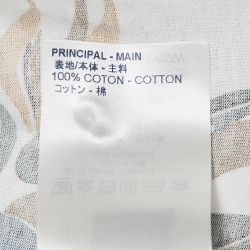 PRINCIPAL - MAIN
表地/本体 - 主料
100% COTON - COTTON
コットン - 棉